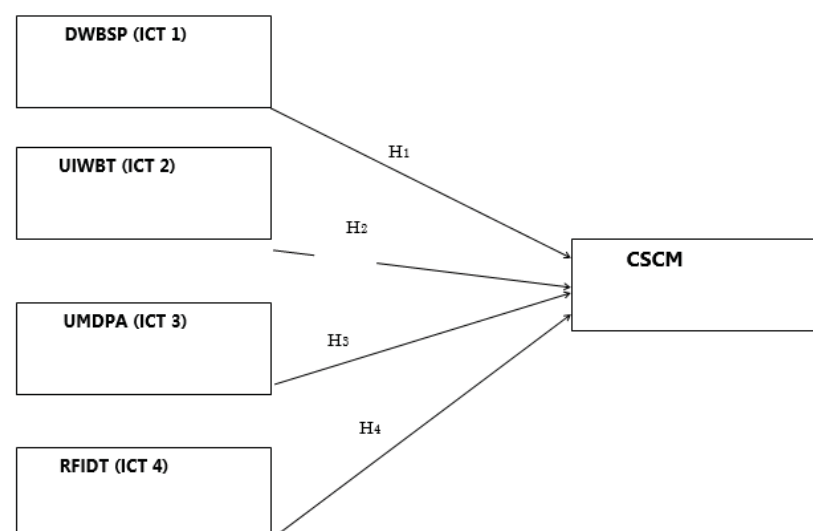 DWBSP (ICT 1)
H1
UIWBT (ICT 2)
H2
CSCM
UMDPA (ICT 3)
H3
H4
RFIDT (ICT 4)